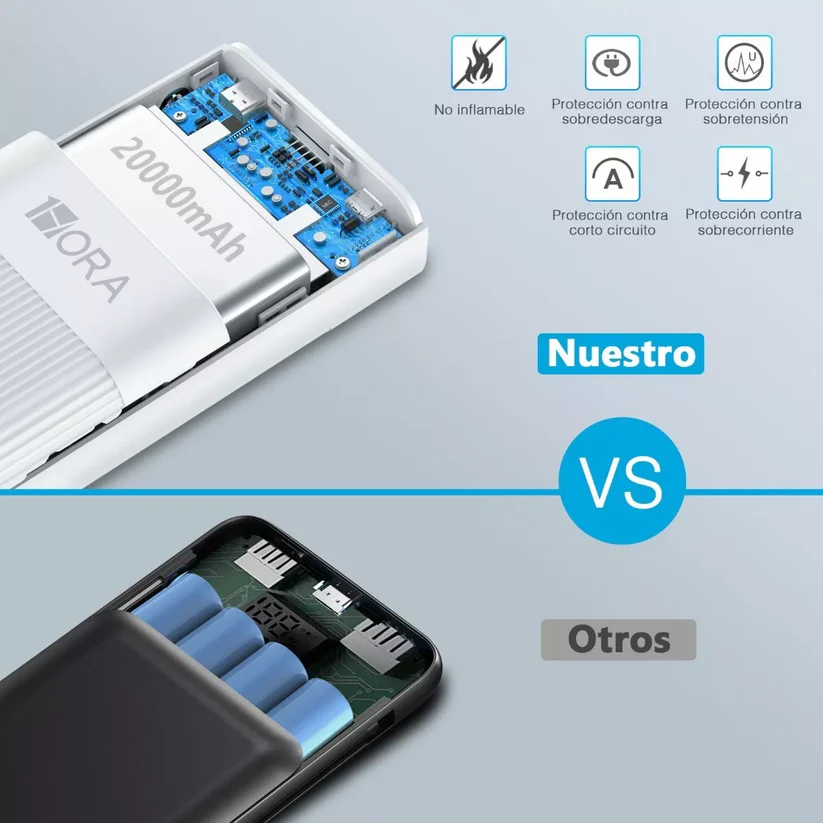 No inflamable
Protección contra
sobredescarga
U
Protección contra
sobretensión
A
Protección contra
corto circuito
Protección contra
sobrecorriente
20000mAh
1HORA
Nuestro
VS
Otros